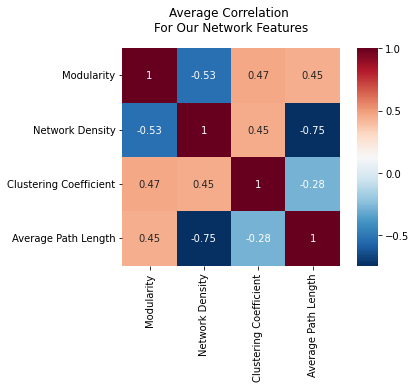 Average Correlation
For Our Network Features
Modularity
Network Density
Clustering Coefficient
Average Path Length
1 -0.53 0.47 0.45
-0.53 1 0.45 -0.75
0.47 0.45 1 -0.28
0.45 -0.75 -0.28 1
Modularity
Network Density
Clustering Coefficient
Average Path Length
1.0
0.5
0.0
−0.5